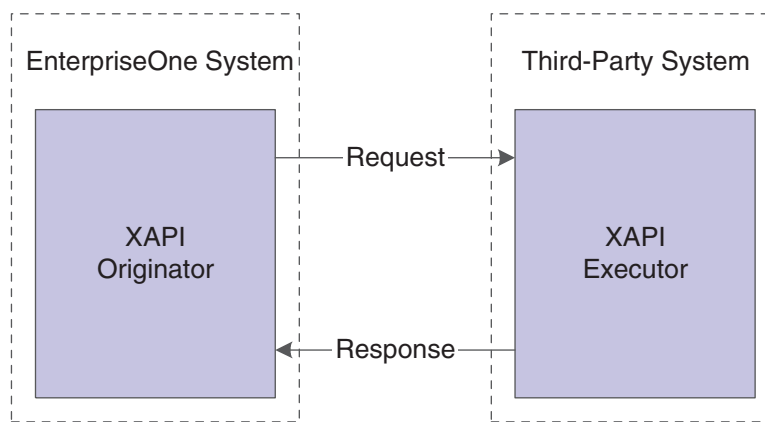 EnterpriseOne System
Third-Party System
Request
XAPI
Originator
XAPI
Executor
Response